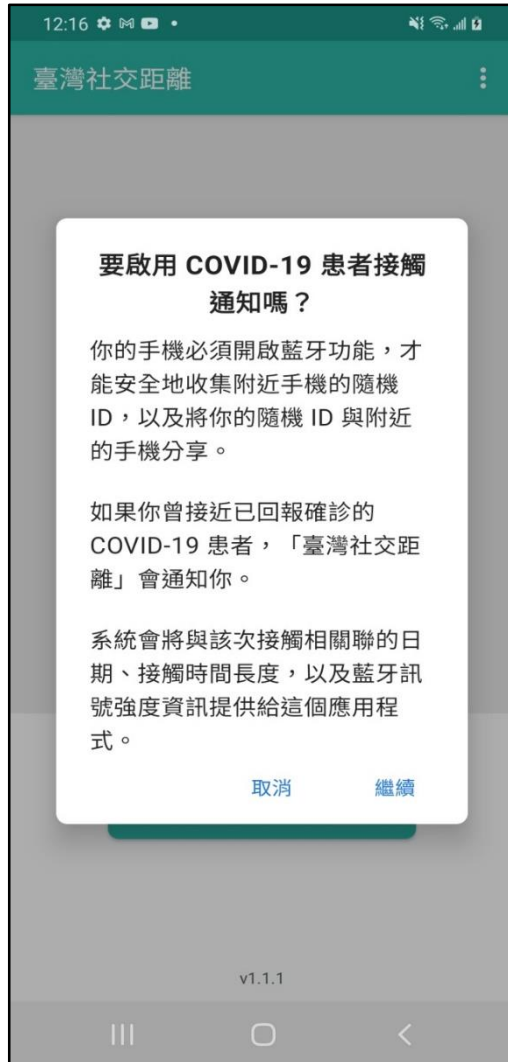 12:16
臺灣社交距離
要啟用 COVID-19 患者接觸
通知嗎？
你的手機必須開啟藍牙功能，才
能安全地收集附近手機的隨機
ID，以及將你的隨機 ID 與附近
的手機分享。
如果你曾接近已回報確診的
COVID-19 患者，「臺灣社交距
離」會通知你。
系統會將與該次接觸相關聯的日
期、接觸時間長度，以及藍牙訊
號強度資訊提供給這個應用程
式。
取消 繼續
v1.1.1